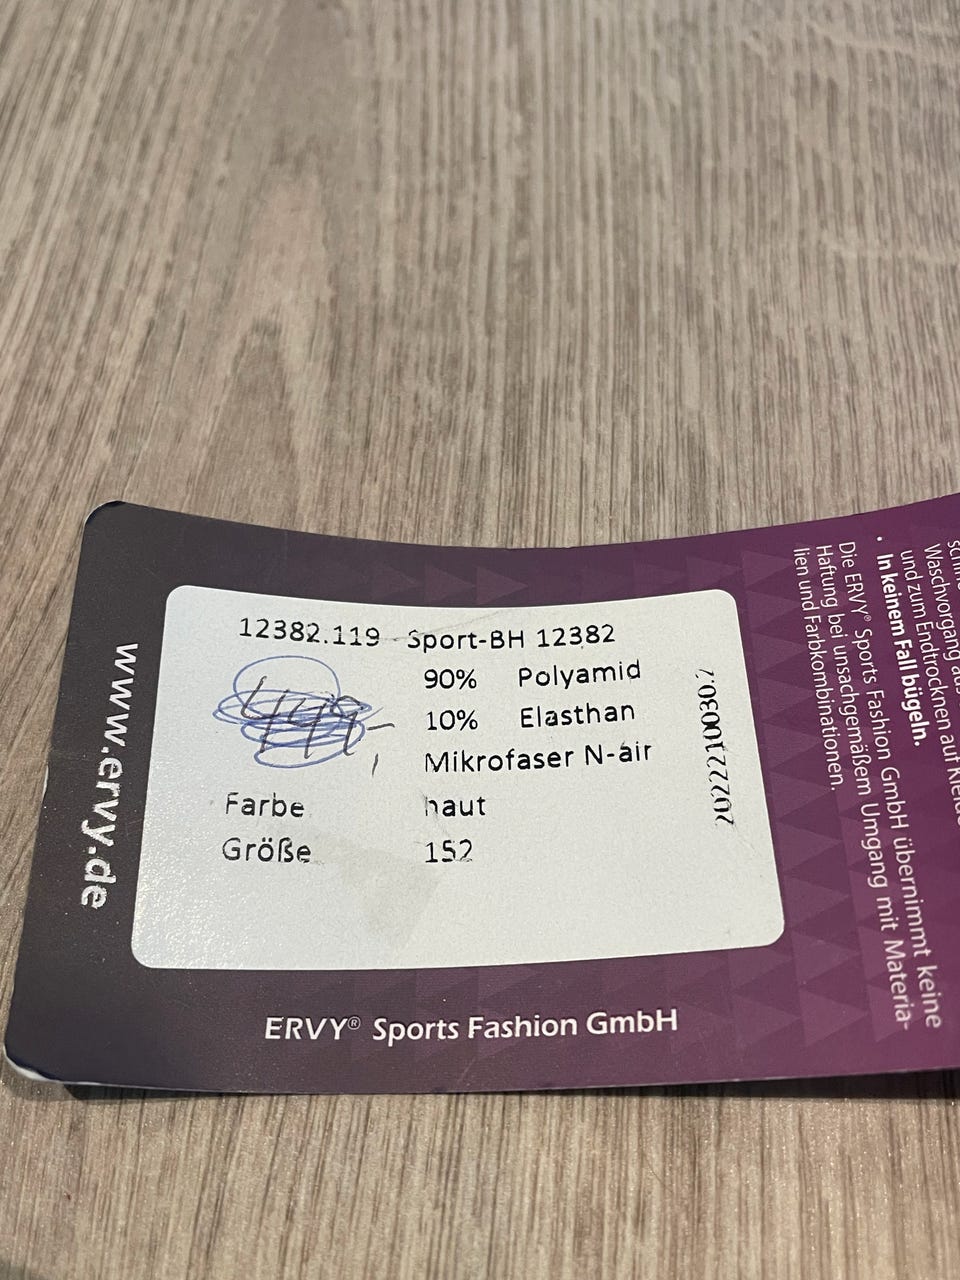 12382.119 - Sport-BH 12382
90% Polyamid
10% Elasthan
Mikrofaser N-air
Farbe haut
Größe 152
www.ervy.de
ERVY® Sports Fashion GmbH
Waschvorgang
und zum Endtrocknen auf
• In keinem Fall bügeln.
Die ERVY® Sports Fashion GmbH übernimmt keine
Haftung bei unsachgemäßem Umgang mit Materia-
lien und Farbkombinationen.